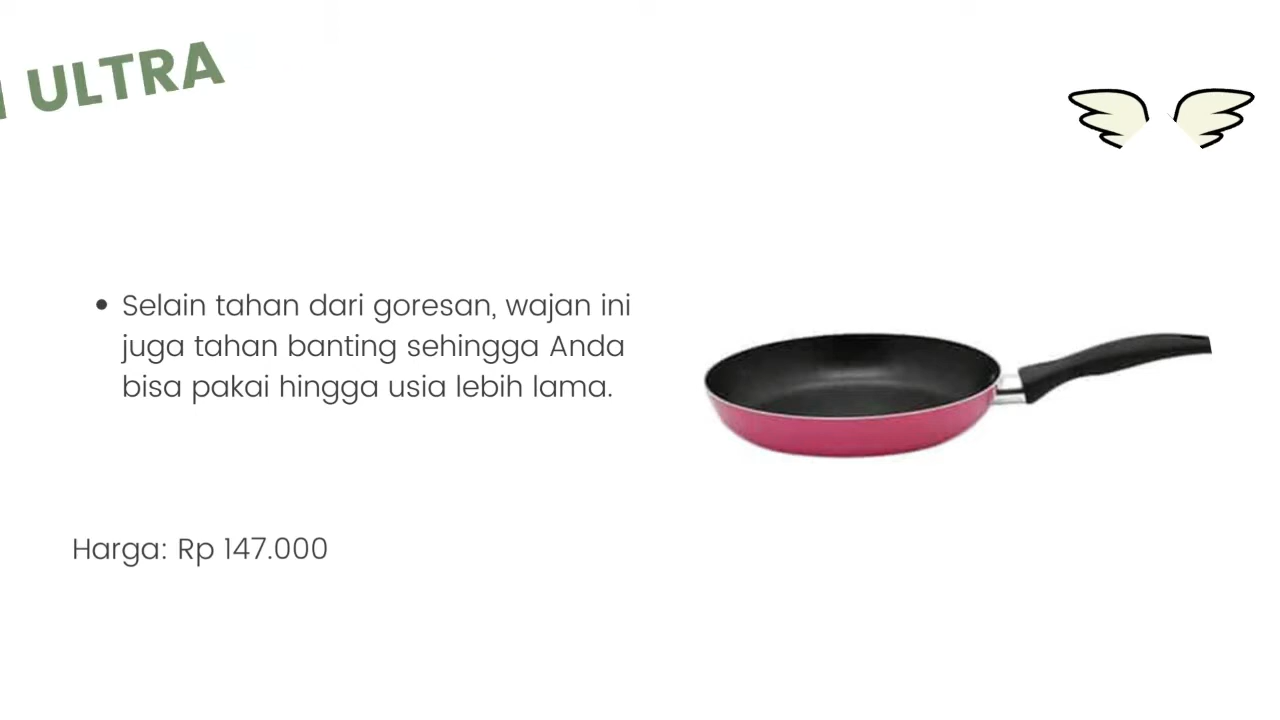 ULTRA
Selain tahan dari goresan, wajan ini
juga tahan banting sehingga Anda
bisa pakai hingga usia lebih lama.
Harga: Rp 147.000